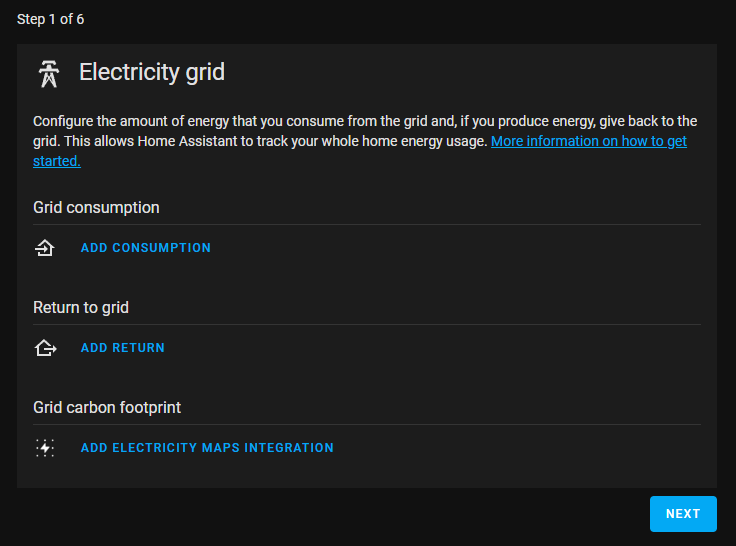 Step 1 of 6
Electricity grid
Configure the amount of energy that you consume from the grid and, if you produce energy, give back to the
grid. This allows Home Assistant to track your whole home energy usage. More information on how to get
started.
Grid consumption
ADD CONSUMPTION
Return to grid
ADD RETURN
Grid carbon footprint
ADD ELECTRICITY MAPS INTEGRATION
NEXT